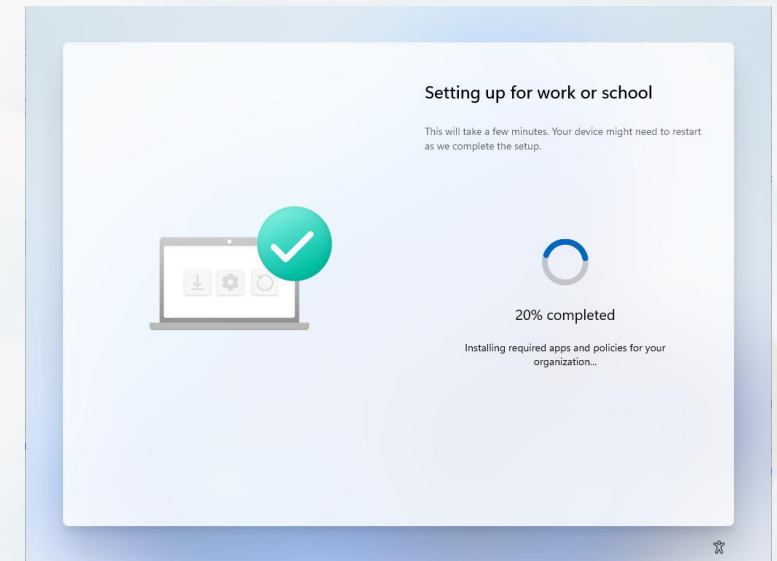 Setting up for work or school
This will take a few minutes. Your device might need to restart
as we complete the setup.
20% completed
Installing required apps and policies for your
organization...